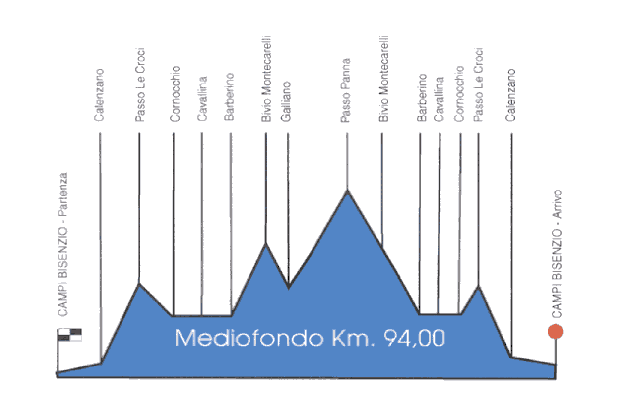 CAMPI BISENZIO - Partenza
Calenzano
Passo Le Croci
Cornocchio
Cavallina
Barberino
Bivio Montecarelli
Galliano
Passo Panna
Bivio Montecarelli
Barberino
Cavallina
Cornocchio
Passo Le Croci
Calenzano
CAMPI BISENZIO - Arrivo
Mediofondo Km. 94,00